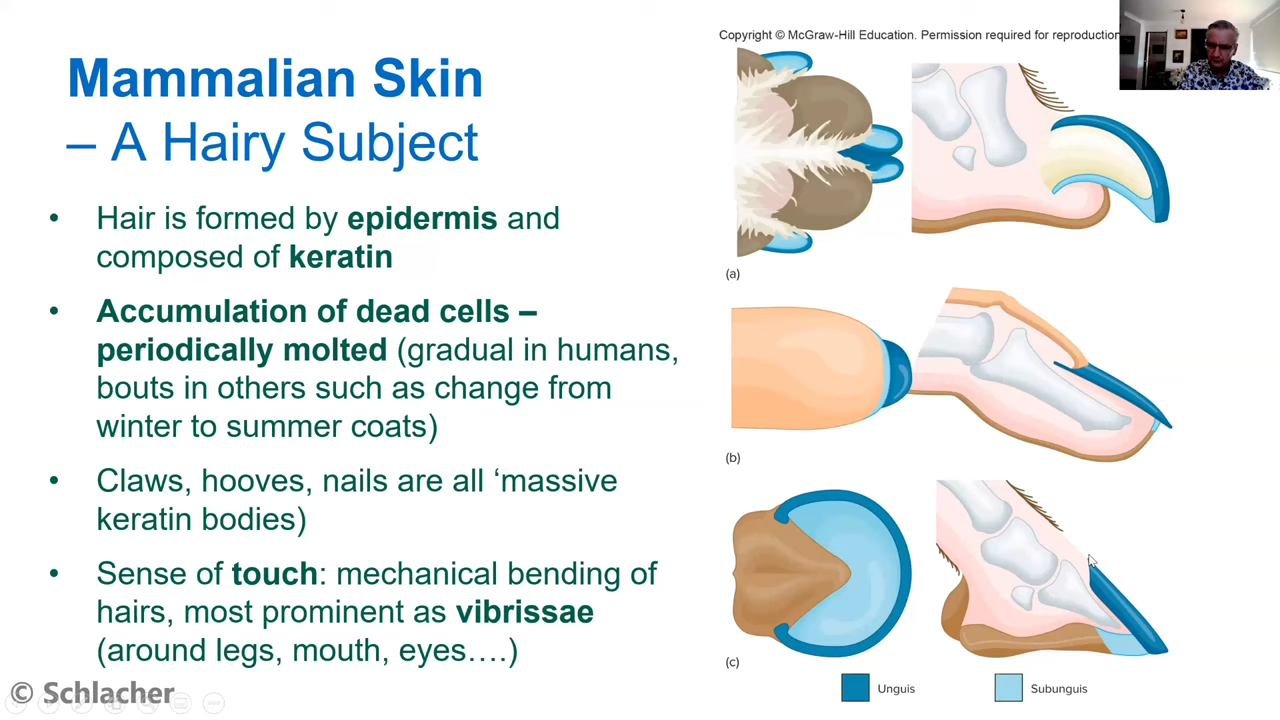 Mammalian Skin
– A Hairy Subject
• Hair is formed by epidermis and
composed of keratin
• Accumulation of dead cells –
periodically molted (gradual in humans,
bouts in others such as change from
winter to summer coats)
• Claws, hooves, nails are all ‘massive
keratin bodies)
• Sense of touch: mechanical bending of
hairs, most prominent as vibrissae
(around legs, mouth, eyes….)
© Schlacher
Copyright © McGraw-Hill Education. Permission required for reproduction
(a)
(b)
(c)
Unguis
Subunguis